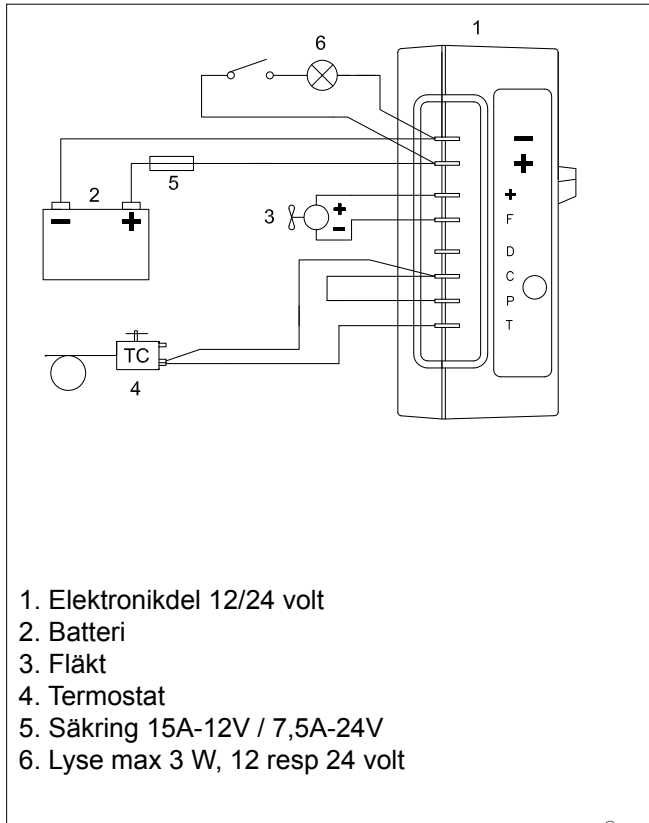 6
1
2
5
3
4
−
+
+
−
−
+
+
F
D
C
P
T
TC
1. Elektronikdel 12/24 volt
2. Batteri
3. Fläkt
4. Termostat
5. Säkring 15A-12V / 7,5A-24V
6. Lyse max 3 W, 12 resp 24 volt